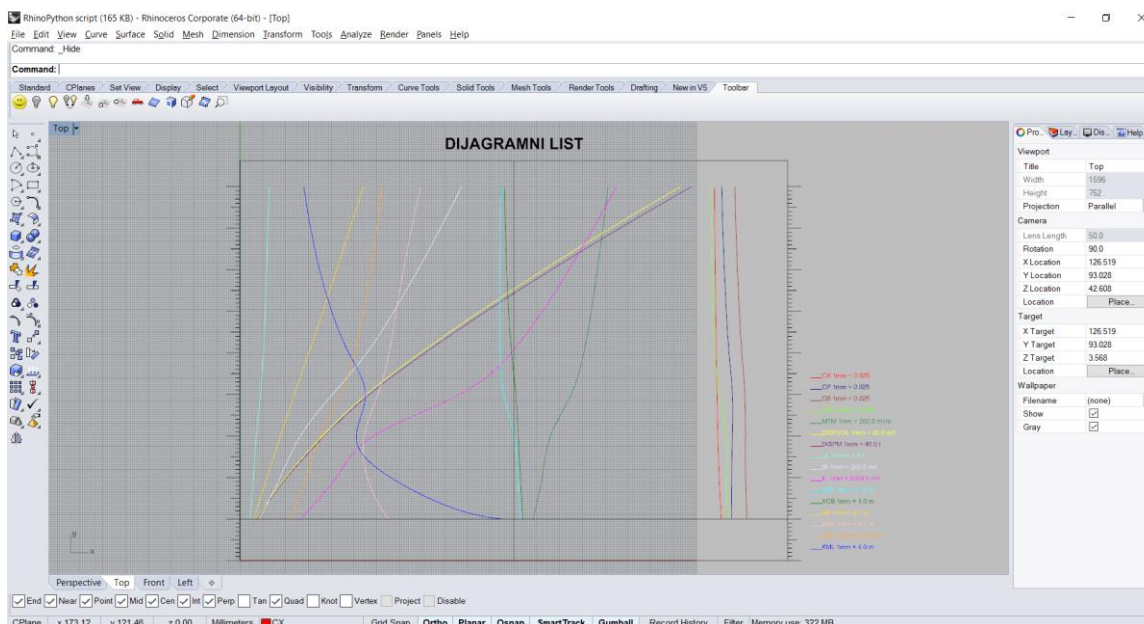 RhinoPython script (165 KB) - Rhinoceros Corporate (64-bit) - [Top]
File Edit View Curve Surface Solid Mesh Dimension Transform Tools Analyze Render Panels Help
Command: _Hide
Command:
Standard CPlanes Set View Display Select Viewport Layout Visibility Transform Curve Tools Solid Tools Mesh Tools Render Tools Drafting New in V5 Toolbar
Top
DIJAGRAMNI LIST
CP 1mm = 0.025
CB 1mm = 0.025
MTM 1mm = 200.0 tm/m
DISPM 1mm = 40.0 t
XCB 1mm = 1.0 m
KML 1mm = 4.0 m
y
x
Pro... Lay... Dis... Help
Viewport
Title Top
Width 1596
Height 752
Projection Parallel
Camera
Lens Length 50.0
Rotation 90.0
X Location 126.519
Y Location 93.028
Z Location 42.608
Location Place...
Target
X Target 126.519
Y Target 93.028
Z Target 3.568
Location Place...
Wallpaper
Filename (none)
Show
Gray
Perspective Top Front Left
End Near Point Mid Cen Int Perp Tan Quad Knot Vertex Project Disable
CPlane x 173.12 y 121.46 z 0.00 Millimeters CX Grid Snap Ortho Planar Osnap SmartTrack Gumball Record History Filter Memory use: 322 MB